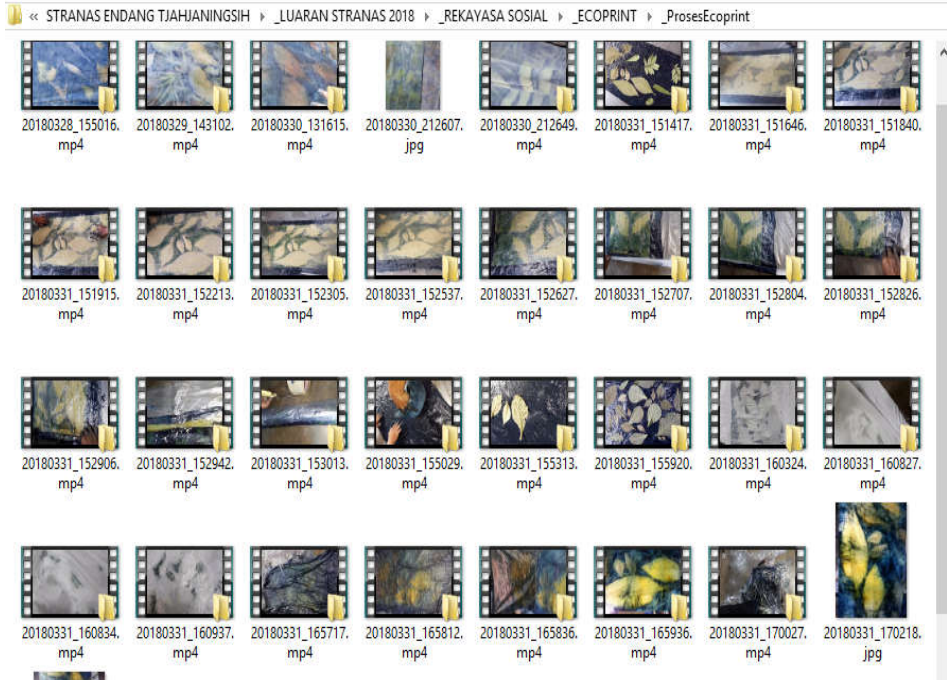 « STRANAS ENDANG TJAHJANINGSIH ▸ _LUARAN STRANAS 2018 ▸ _REKAYASA SOSIAL ▸ _ECOPRINT ▸ _ProsesEcoprint
20180328_155016. 20180329_143102. 20180330_131615. 20180330_212607. 20180330_212649. 20180331_151417. 20180331_151646. 20180331_151840.
mp4 mp4 mp4 jpg mp4 mp4 mp4 mp4
20180331_151915. 20180331_152213. 20180331_152305. 20180331_152537. 20180331_152627. 20180331_152707. 20180331_152804. 20180331_152826.
mp4 mp4 mp4 mp4 mp4 mp4 mp4 mp4
20180331_152906. 20180331_152942. 20180331_153013. 20180331_155029. 20180331_155313. 20180331_155920. 20180331_160324. 20180331_160827.
mp4 mp4 mp4 mp4 mp4 mp4 mp4 mp4
20180331_160834. 20180331_160937. 20180331_165717. 20180331_165812. 20180331_165836. 20180331_165936. 20180331_170027. 20180331_170218.
mp4 mp4 mp4 mp4 mp4 mp4 mp4 jpg